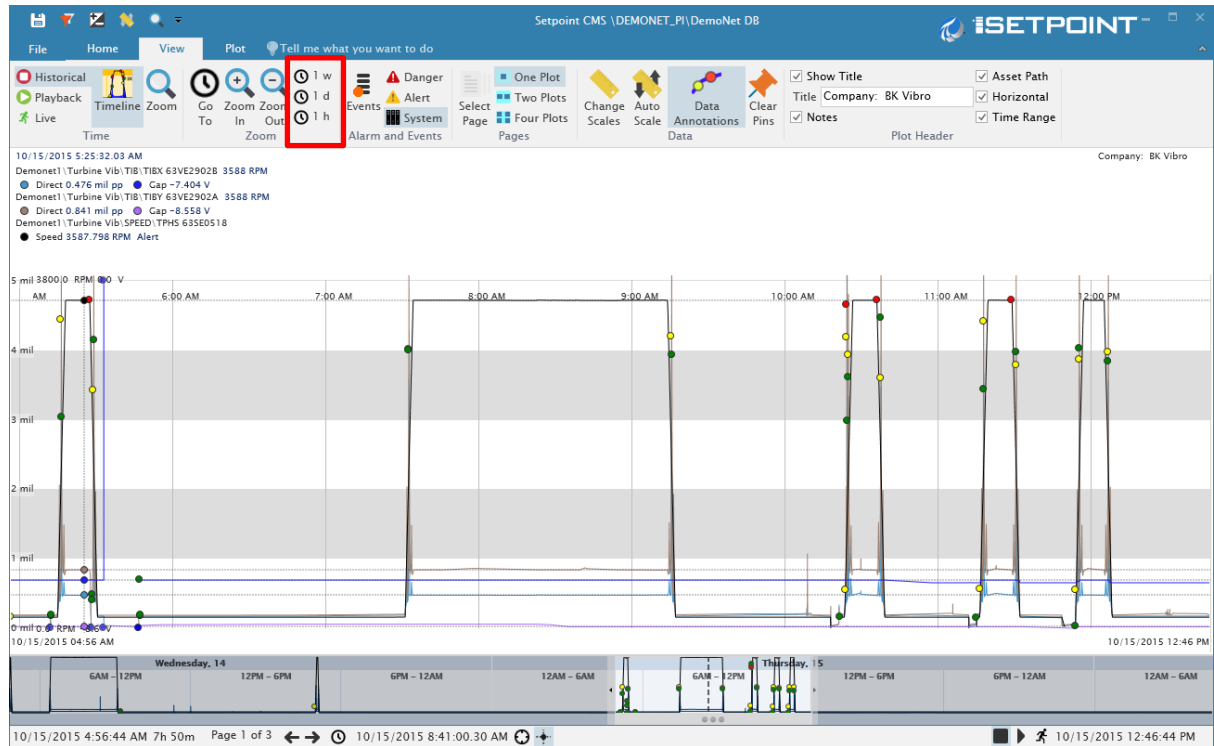 Setpoint CMS \DEMONET_PI\DemoNet DB
iSETPOINT
File Home View Plot Tell me what you want to do
Historical
Playback
Live
Timeline
Zoom
Time
Go To
Zoom In
Zoom Out
1 w
1 d
1 h
Zoom
Events
Danger
Alert
System
Alarm and Events
Select Page
One Plot
Two Plots
Four Plots
Pages
Change Scales
Auto Scale
Data Annotations
Clear Pins
Data
Show Title
Title Company: BK Vibro
Notes
Asset Path
Horizontal
Time Range
Plot Header
10/15/2015 5:25:32.03 AM
Company: BK Vibro
Demonet1\Turbine Vib\TIB\TIBX 63VE2902B 3588 RPM
Direct 0.476 mil pp Gap -7.404 V
Demonet1\Turbine Vib\TIB\TIBY 63VE2902A 3588 RPM
Direct 0.841 mil pp Gap -8.558 V
Demonet1\Turbine Vib\SPEED\TPHS 63SE0518
Speed 3587.798 RPM Alert
5 mil 3800.0 RPM 0.0 V
AM 6:00 AM 7:00 AM 8:00 AM 9:00 AM 10:00 AM 11:00 AM 12:00 PM
4 mil
3 mil
2 mil
1 mil
0 mil 0.0 RPM
10/15/2015 04:56 AM 10/15/2015 12:46 PM
Wednesday, 14 Thursday, 15
6AM - 12PM 12PM - 6PM 6PM - 12AM 12AM - 6AM 6AM - 12PM 12PM - 6PM 6PM - 12AM 12AM - 6AM
10/15/2015 4:56:44 AM 7h 50m Page 1 of 3 10/15/2015 8:41:00.30 AM 10/15/2015 12:46:44 PM